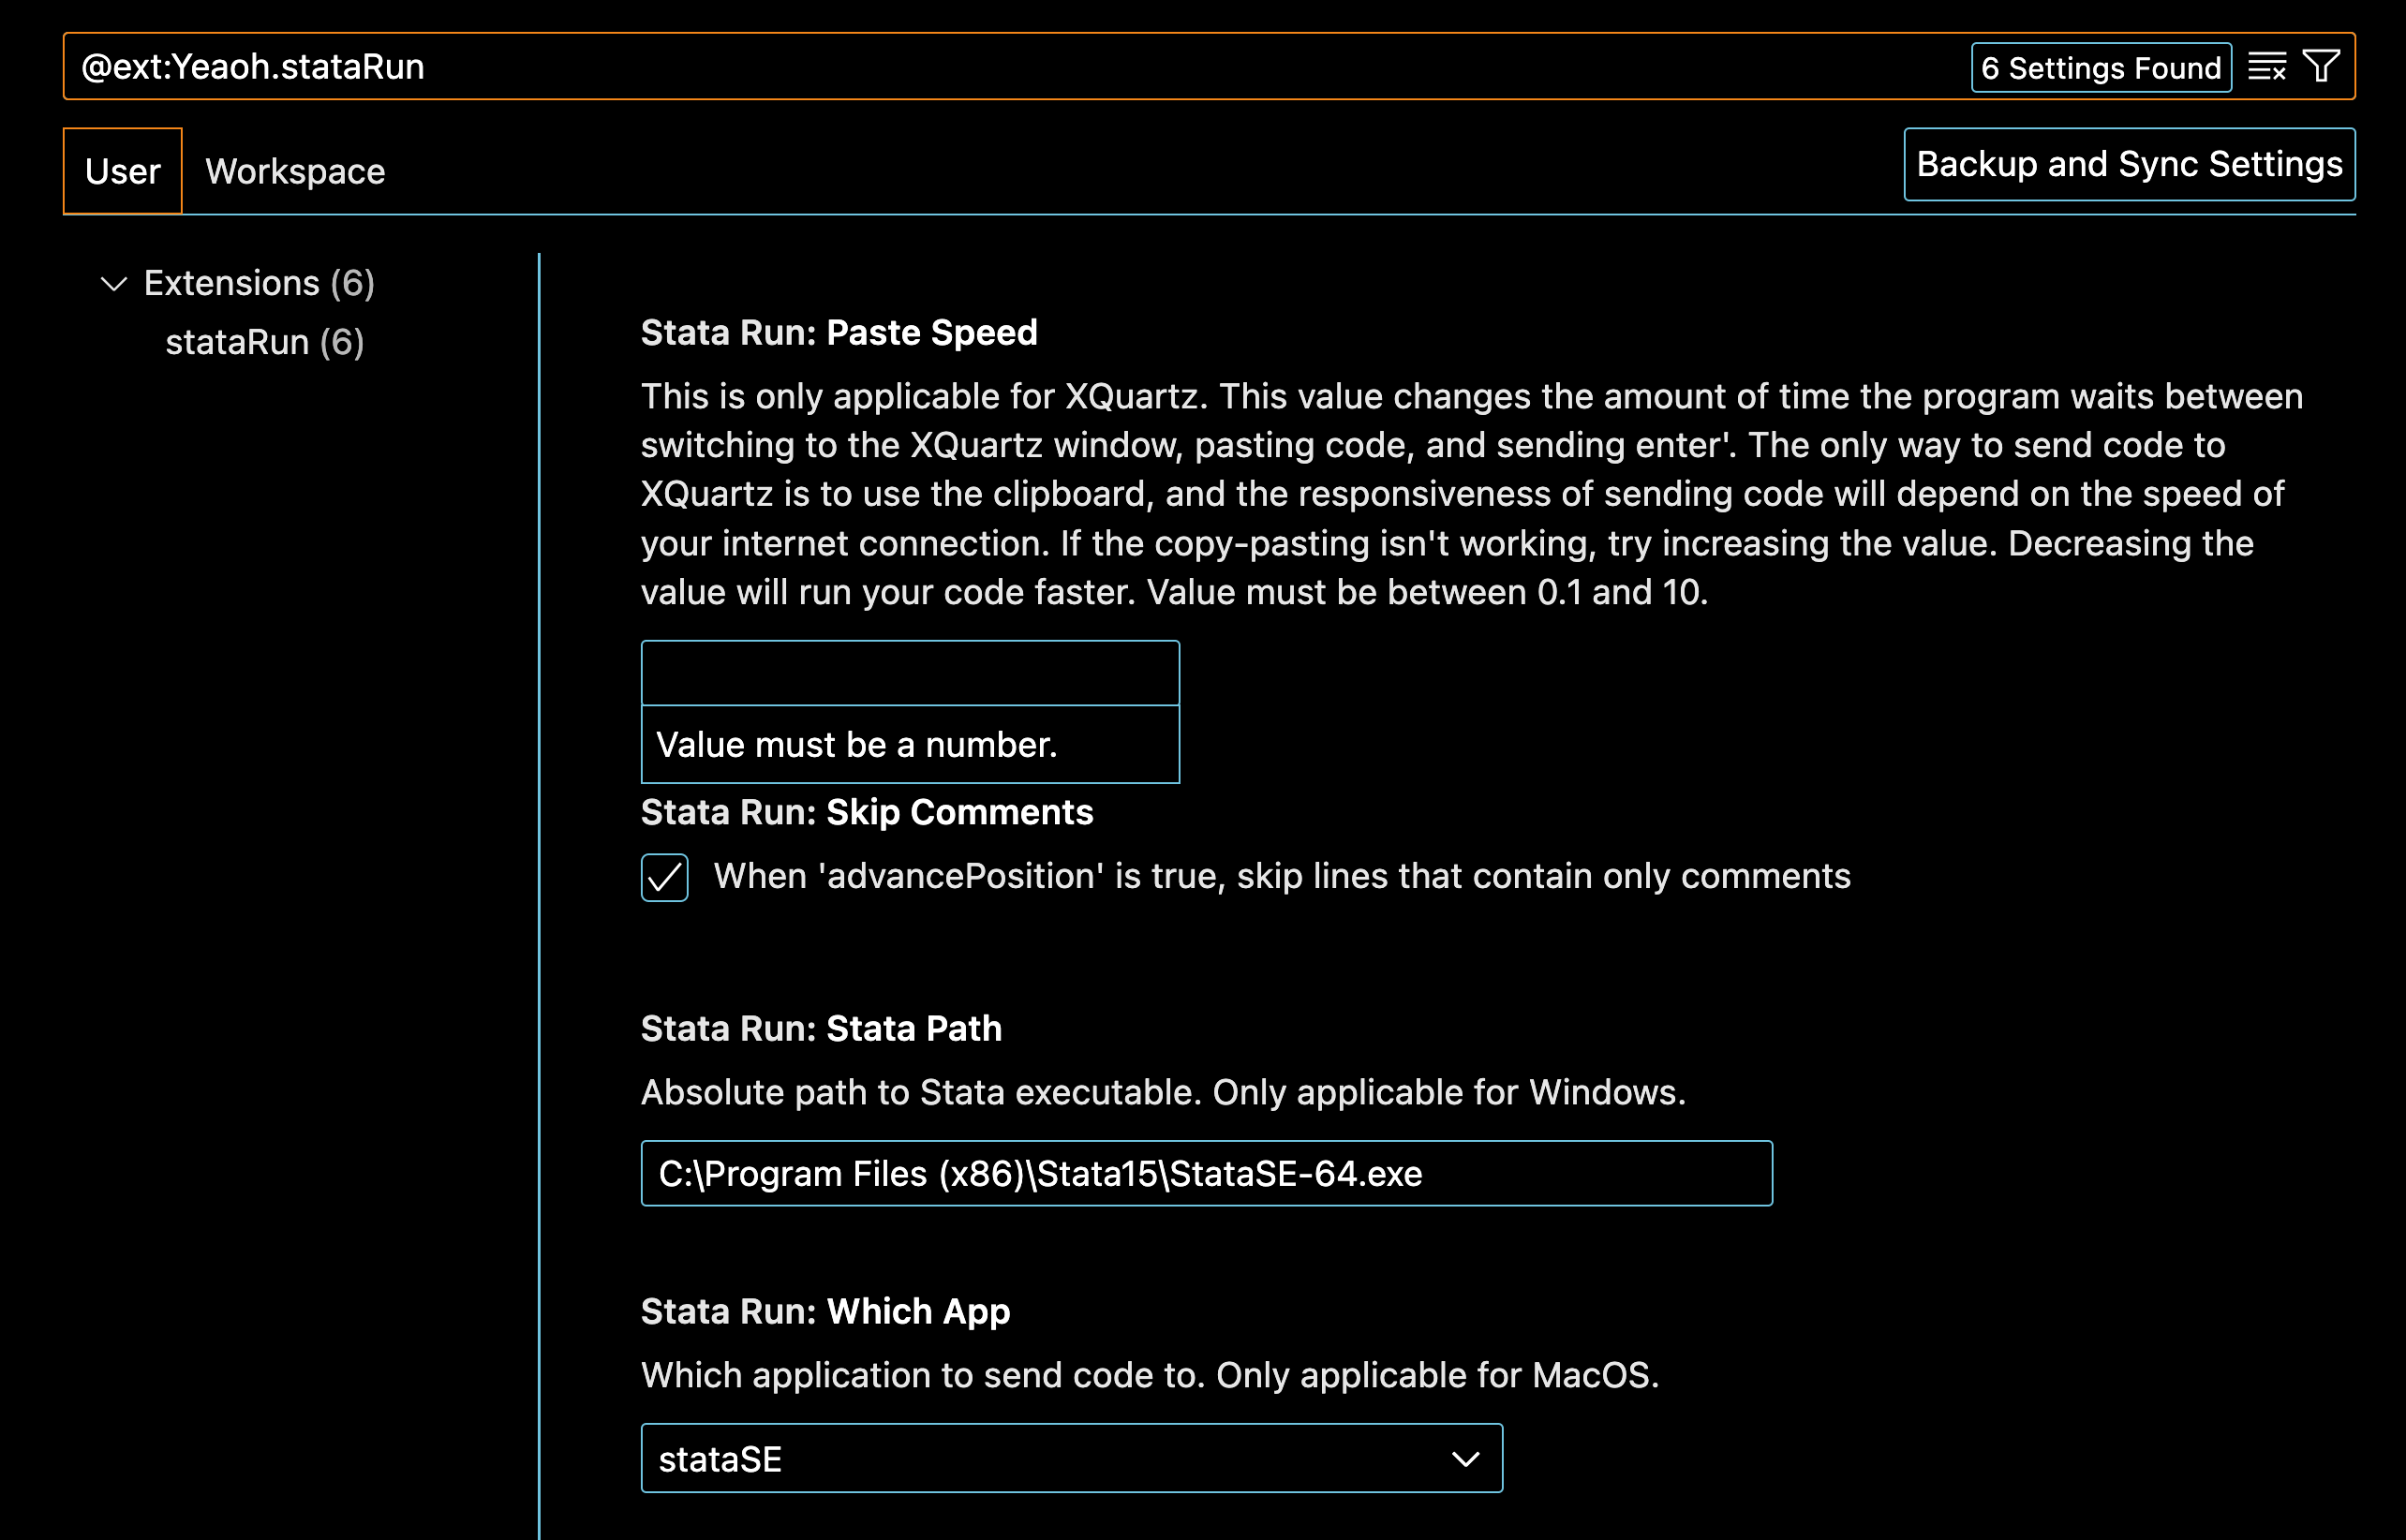 @ext:Yeaoh.stataRun
6 Settings Found
User
Workspace
Backup and Sync Settings
Extensions (6)
stataRun (6)
Stata Run: Paste Speed
This is only applicable for XQuartz. This value changes the amount of time the program waits between
switching to the XQuartz window, pasting code, and sending enter'. The only way to send code to
XQuartz is to use the clipboard, and the responsiveness of sending code will depend on the speed of
your internet connection. If the copy-pasting isn't working, try increasing the value. Decreasing the
value will run your code faster. Value must be between 0.1 and 10.
Value must be a number.
Stata Run: Skip Comments
When 'advancePosition' is true, skip lines that contain only comments
Stata Run: Stata Path
Absolute path to Stata executable. Only applicable for Windows.
C:\Program Files (x86)\Stata15\StataSE-64.exe
Stata Run: Which App
Which application to send code to. Only applicable for MacOS.
stataSE